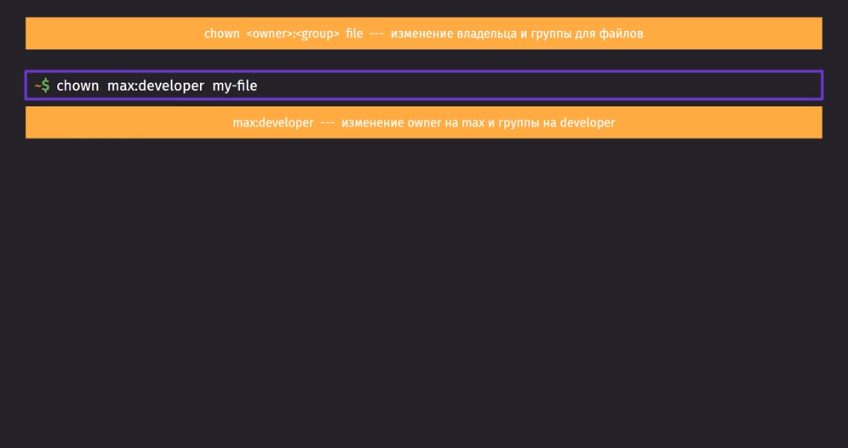 chown <owner>:<group> file --- изменение владельца и группы для файлов
~$ chown max:developer my-file
max:developer --- изменение owner на max и группы на developer